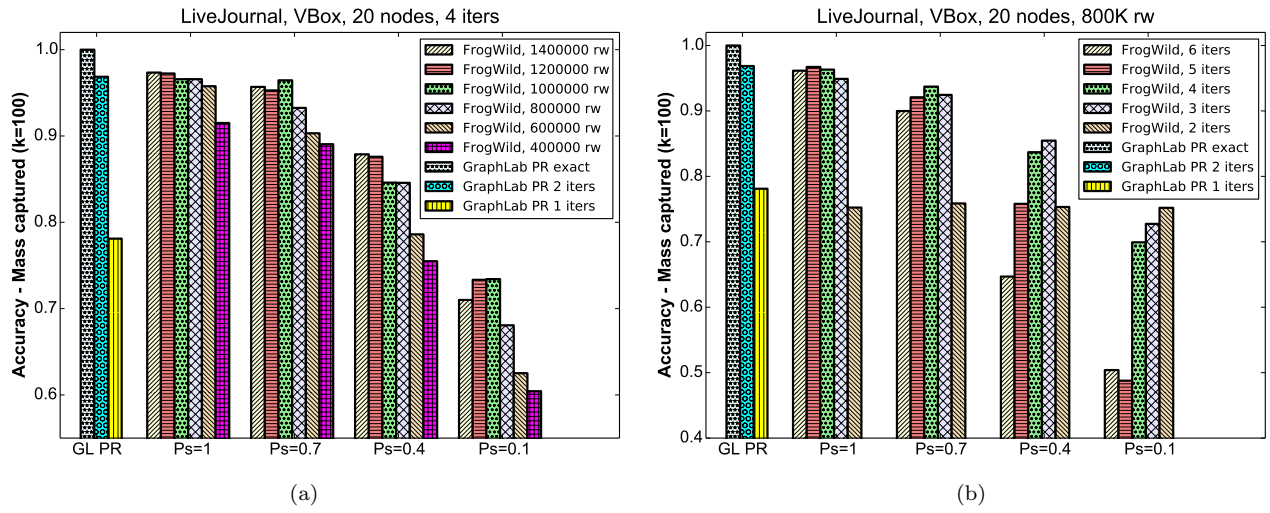 LiveJournal, VBox, 20 nodes, 4 iters
Accuracy - Mass captured (k=100)
1.0
0.9
0.8
0.7
0.6
FrogWild, 1400000 rw
FrogWild, 1200000 rw
FrogWild, 1000000 rw
FrogWild, 800000 rw
FrogWild, 600000 rw
FrogWild, 400000 rw
GraphLab PR exact
GraphLab PR 2 iters
GraphLab PR 1 iters
GL PR Ps=1 Ps=0.7 Ps=0.4 Ps=0.1
(a)
LiveJournal, VBox, 20 nodes, 800K rw
Accuracy - Mass captured (k=100)
1.0
0.9
0.8
0.7
0.6
0.5
0.4
FrogWild, 6 iters
FrogWild, 5 iters
FrogWild, 4 iters
FrogWild, 3 iters
FrogWild, 2 iters
GraphLab PR exact
GraphLab PR 2 iters
GraphLab PR 1 iters
GL PR Ps=1 Ps=0.7 Ps=0.4 Ps=0.1
(b)